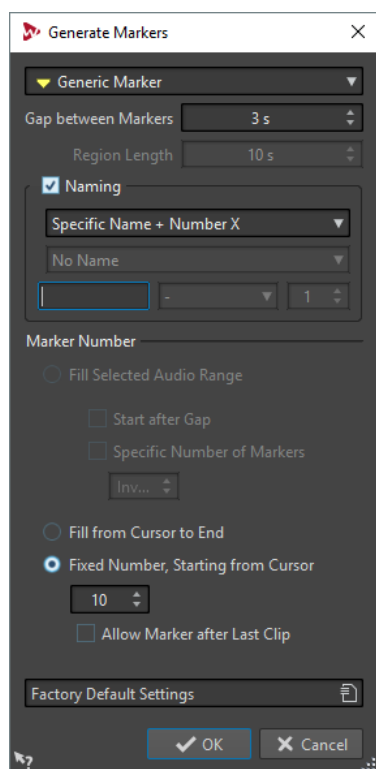 Generate Markers
Generic Marker
Gap between Markers 3 s
Region Length 10 s
Naming
Specific Name + Number X
No Name
- 1
Marker Number
Fill Selected Audio Range
Start after Gap
Specific Number of Markers
Inv...
Fill from Cursor to End
Fixed Number, Starting from Cursor
10
Allow Marker after Last Clip
Factory Default Settings
OK Cancel